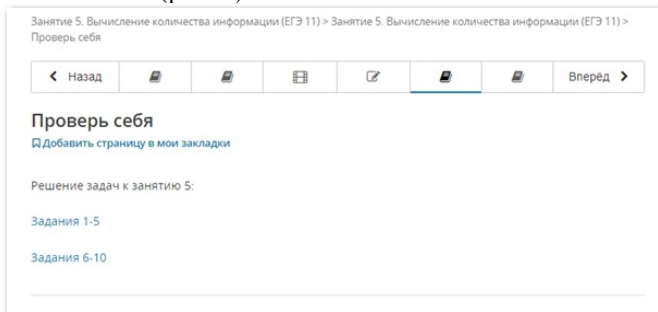 Занятие 5. Вычисление количества информации (ЕГЭ 11) > Занятие 5. Вычисление количества информации (ЕГЭ 11) >
Проверь себя
Назад
Вперёд
Проверь себя
Добавить страницу в мои закладки
Решение задач к занятию 5:
Задания 1-5
Задания 6-10